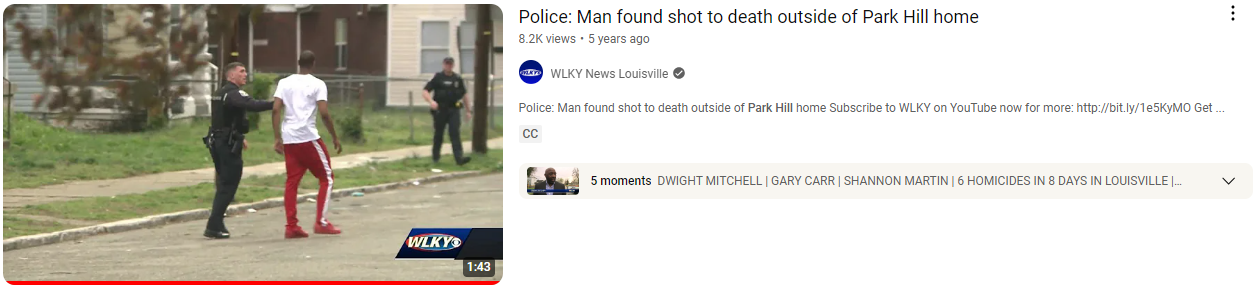 Police: Man found shot to death outside of Park Hill home
8.2K views • 5 years ago
WLKY News Louisville
Police: Man found shot to death outside of Park Hill home Subscribe to WLKY on YouTube now for more: http://bit.ly/1e5KyMO Get ...
CC
5 moments DWIGHT MITCHELL | GARY CARR | SHANNON MARTIN | 6 HOMICIDES IN 8 DAYS IN LOUISVILLE |...
WLKY
1:43